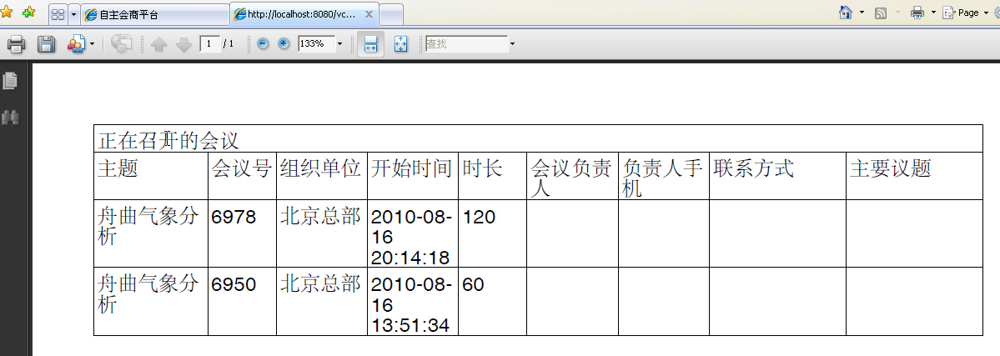 自主会商平台
http://localhost:8080/vc...
Page
1 / 1
133%
查找
正在召开的会议
主题 会议号 组织单位 开始时间 时长 会议负责 负责人手 联系方式 主要议题
人 机
舟曲气象分 6978 北京总部 2010-08- 120
析 16
20:14:18
舟曲气象分 6950 北京总部 2010-08- 60
析 16
13:51:34